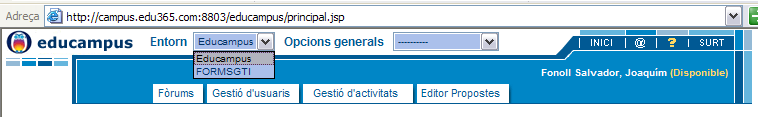 Adreça http://campus.edu365.com:8803/educampus/principal.jsp
educampus Entorn Educampus Opcions generals ---------- | INICI | @ | ? | SURT
Educampus
FORMSGTI
Fonoll Salvador, Joaquím (Disponible)
Fòrums Gestió d'usuaris Gestió d'activitats Editor Propostes